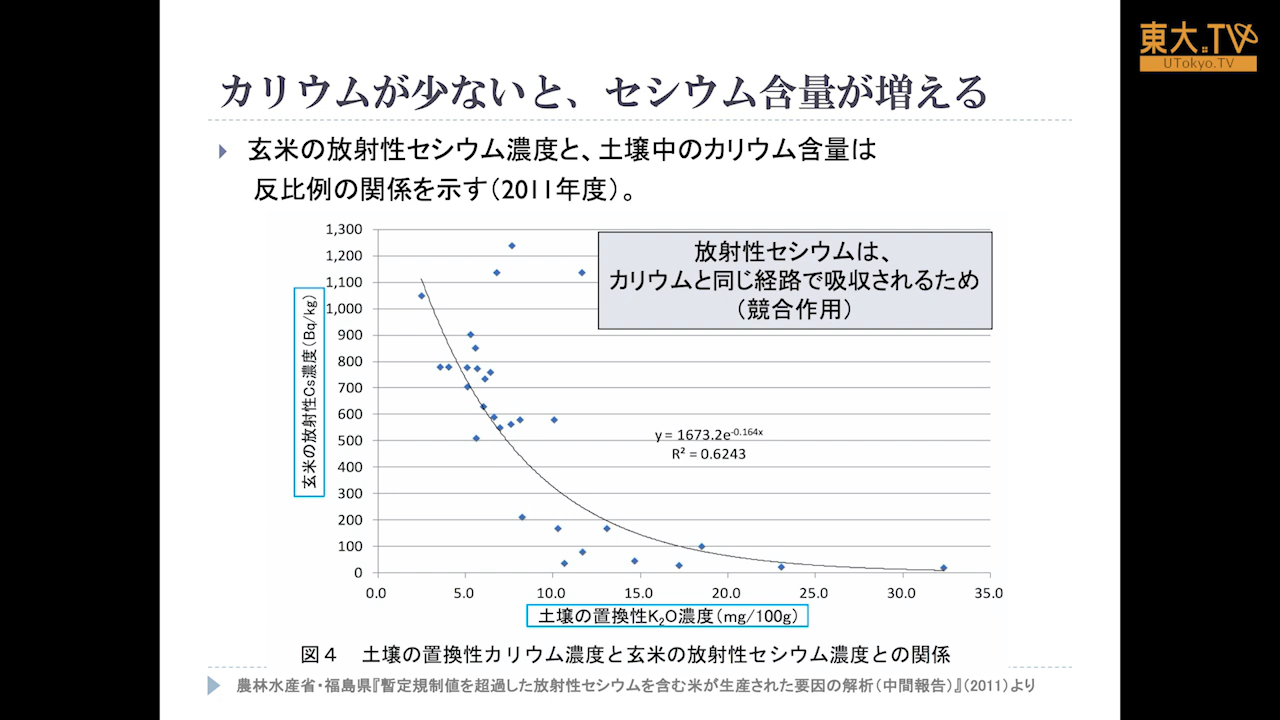 東大.TV
UTokyo.TV
カリウムが少ないと、セシウム含量が増える
玄米の放射性セシウム濃度と、土壌中のカリウム含量は
反比例の関係を示す（2011年度）。
放射性セシウムは、
カリウムと同じ経路で吸収されるため
（競合作用）
玄米の放射性Cs濃度（Bq/kg）
1,300
1,200
1,100
1,000
900
800
700
600
500
400
300
200
100
0
y = 1673.2e^-0.164x
R² = 0.6243
0.0 5.0 10.0 15.0 20.0 25.0 30.0 35.0
土壌の置換性K₂O濃度（mg/100g）
図４　土壌の置換性カリウム濃度と玄米の放射性セシウム濃度との関係
農林水産省・福島県『暫定規制値を超過した放射性セシウムを含む米が生産された要因の解析（中間報告）』（2011）より